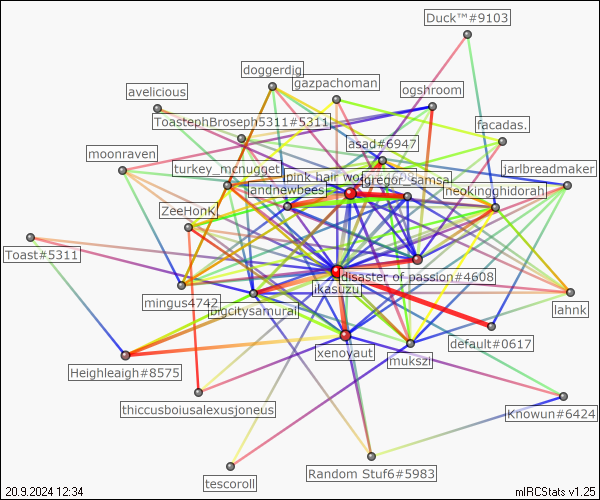 Duck™#9103
doggerdjg
gazpachoman
ogshroom
avelicious
ToastephBroseph5311#5311
facadas.
asad#6947
moonraven
turkey_mcnugget
pink hair wo
gregor_samsa
jarlbreadmaker
andnewbees
neokingghidorah
ZeeHonk
Toast#5311
disaster of passion#4608
ikasuzu
mingus4742
bigcitysamurai
lahnk
default#0617
xenoyaut
mukszi
Heighleaigh#8575
thiccusboiusalexusjoneus
Knowun#6424
Random Stuf6#5983
tescoroll
20.9.2024 12:34
mIRCStats v1.25